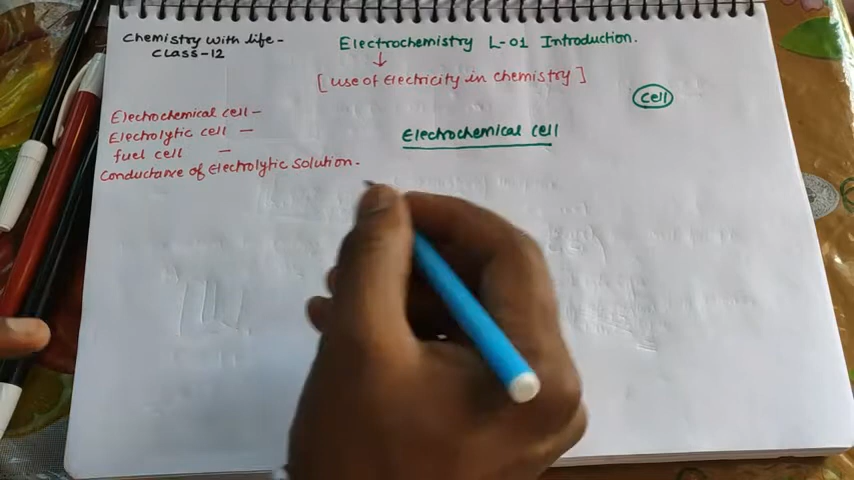 Chemistry with life -
Class-12
Electrochemistry L-01 Introduction.
[ use of Electricity in chemistry ]
cell
Electrochemical cell -
Electrolytic cell -
fuel cell -
Conductance of Electrolytic Solution.
Electrochemical cell